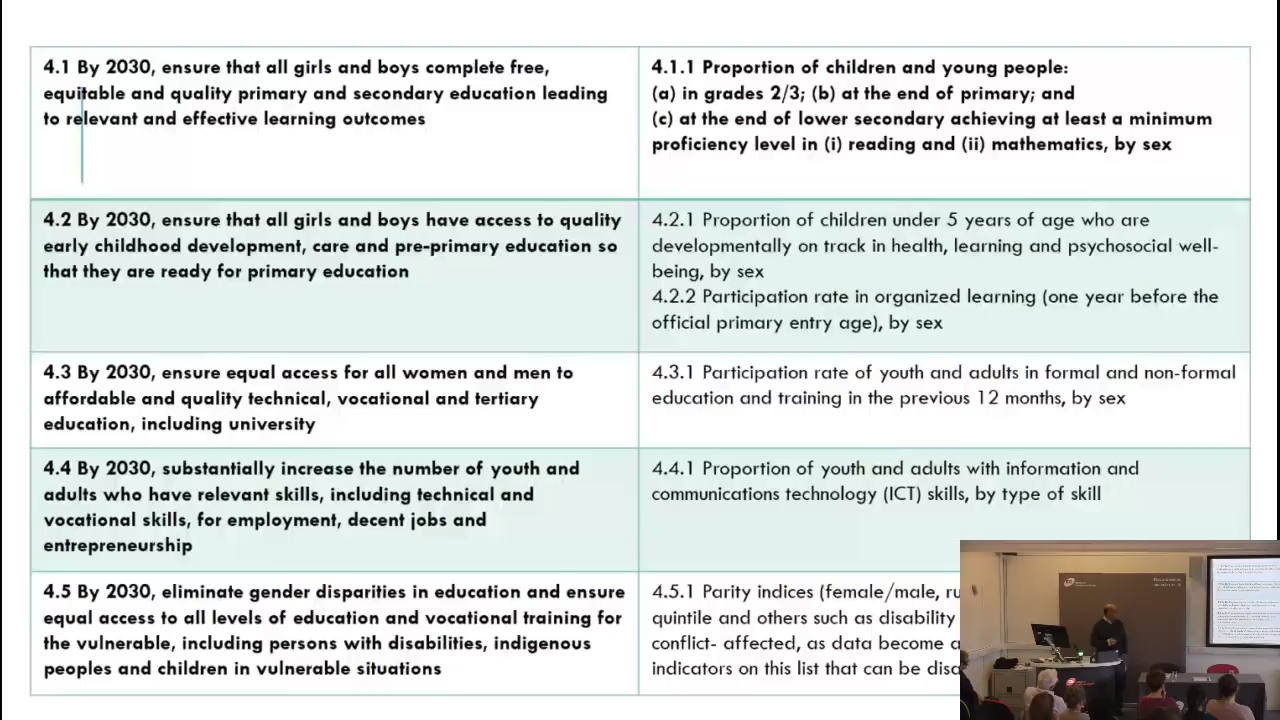 4.1 By 2030, ensure that all girls and boys complete free,
equitable and quality primary and secondary education leading
to relevant and effective learning outcomes
4.1.1 Proportion of children and young people:
(a) in grades 2/3; (b) at the end of primary; and
(c) at the end of lower secondary achieving at least a minimum
proficiency level in (i) reading and (ii) mathematics, by sex
4.2 By 2030, ensure that all girls and boys have access to quality
early childhood development, care and pre-primary education so
that they are ready for primary education
4.2.1 Proportion of children under 5 years of age who are
developmentally on track in health, learning and psychosocial well-
being, by sex
4.2.2 Participation rate in organized learning (one year before the
official primary entry age), by sex
4.3 By 2030, ensure equal access for all women and men to
affordable and quality technical, vocational and tertiary
education, including university
4.3.1 Participation rate of youth and adults in formal and non-formal
education and training in the previous 12 months, by sex
4.4 By 2030, substantially increase the number of youth and
adults who have relevant skills, including technical and
vocational skills, for employment, decent jobs and
entrepreneurship
4.4.1 Proportion of youth and adults with information and
communications technology (ICT) skills, by type of skill
4.5 By 2030, eliminate gender disparities in education and ensure
equal access to all levels of education and vocational training for
the vulnerable, including persons with disabilities, indigenous
peoples and children in vulnerable situations
4.5.1 Parity indices (female/male,
quintile and others such as disability
conflict- affected, as data become
indicators on this list that can be